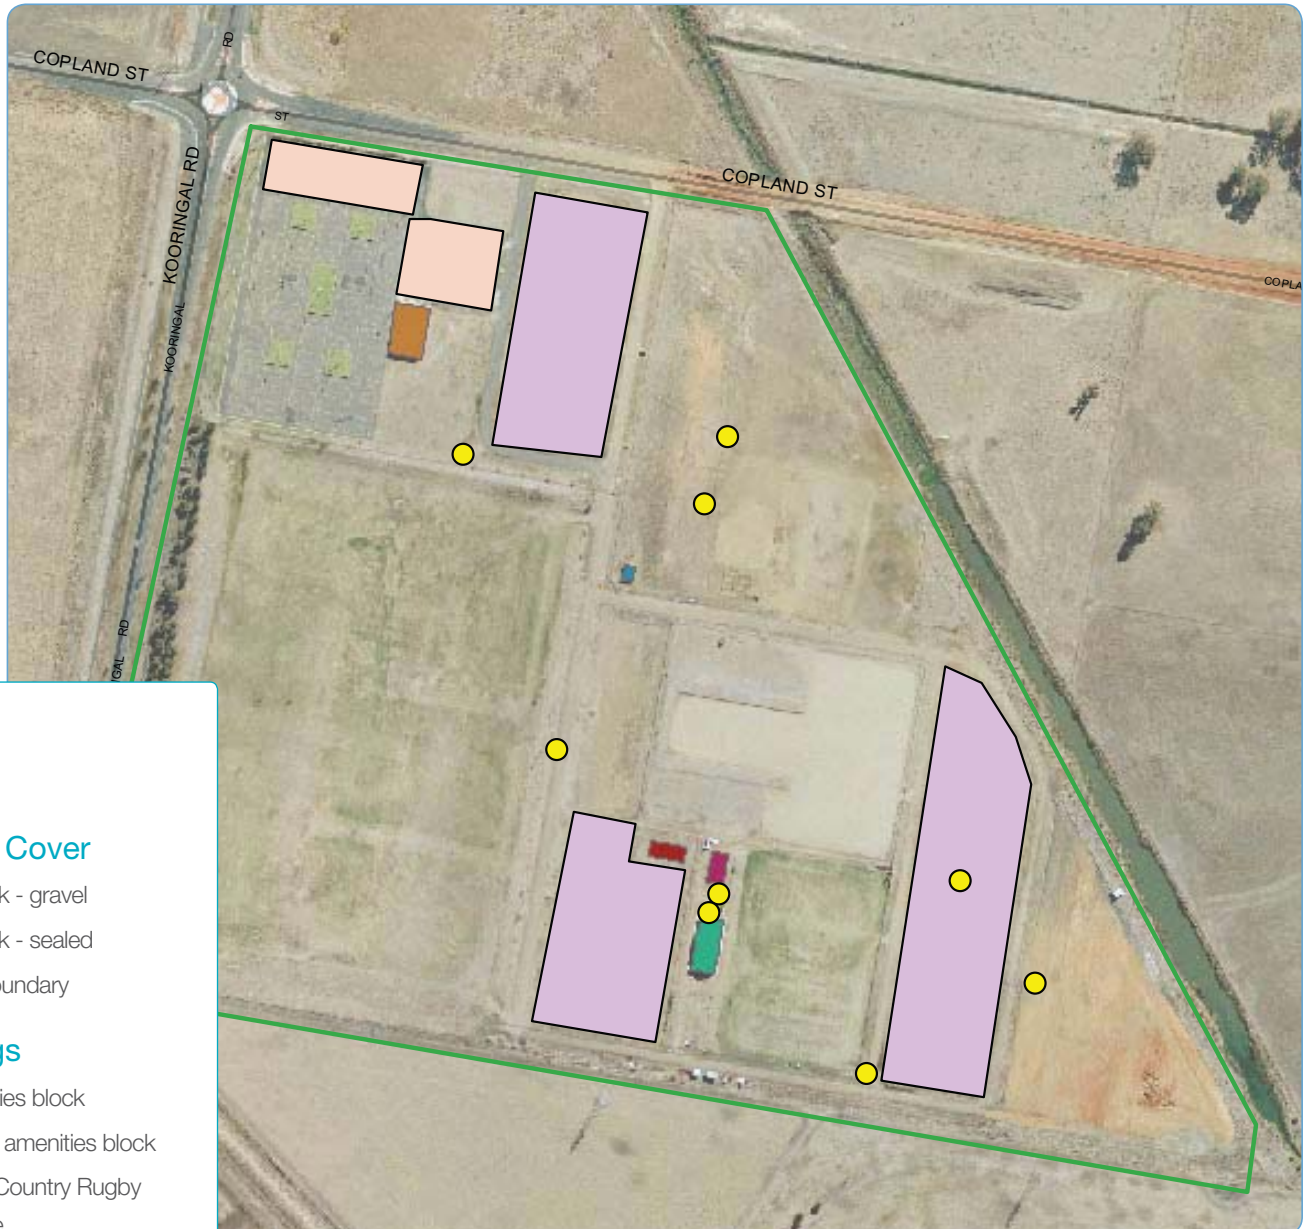 RD
COPLAND ST
ST
KOORINGAL RD
COPLAND ST
COPLA
KOORINGAL
RD
GAL
Cover
k - gravel
k - sealed
undary
gs
ies block
amenities block
Country Rugby
e